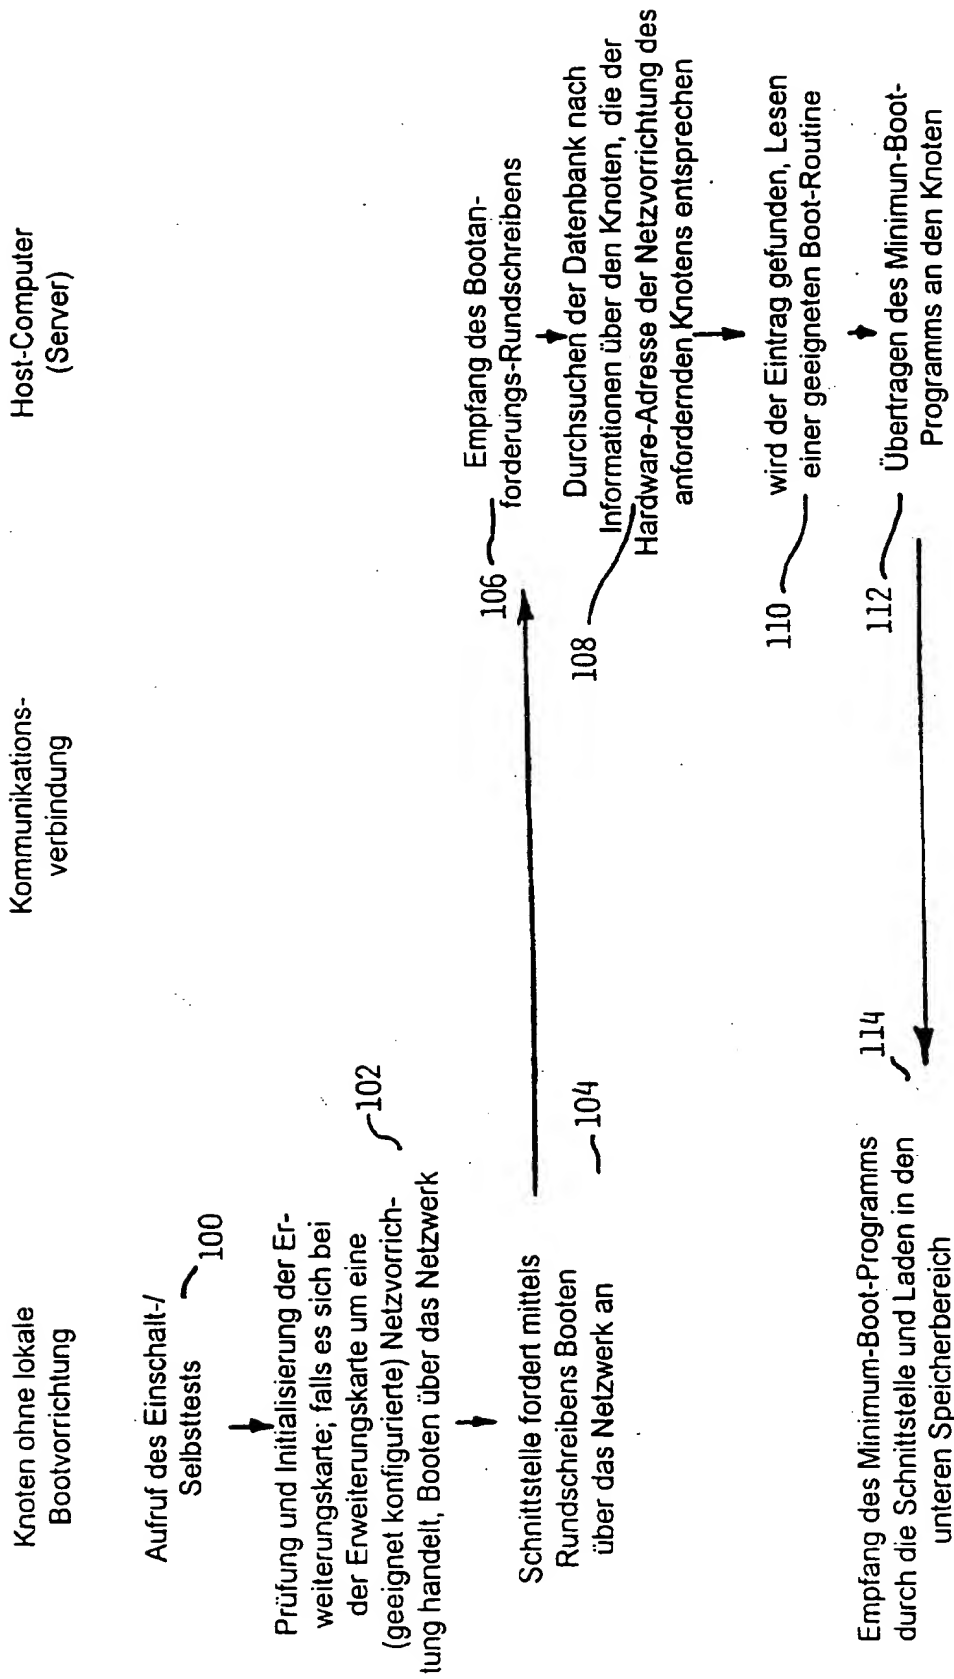 Knoten ohne lokale
Bootvorrichtung
Kommunikations-
verbindung
Host-Computer
(Server)
Aufruf des Einschalt-/
Selbsttests
100
Prüfung und Initialisierung der Er-
weiterungskarte; falls es sich bei
der Erweiterungskarte um eine
(geeignet konfigurierte) Netzvorrich-
tung handelt, Booten über das Netzwerk
102
Schnittstelle fordert mittels
Rundschreibens Booten
über das Netzwerk an
104
106
Empfang des Bootan-
forderungs-Rundschreibens
108
Durchsuchen der Datenbank nach
Informationen über den Knoten, die der
Hardware-Adresse der Netzvorrichtung des
anfordernden Knotens entsprechen
110
wird der Eintrag gefunden, Lesen
einer geeigneten Boot-Routine
112
Übertragen des Minimun-Boot-
Programms an den Knoten
114
Empfang des Minimum-Boot-Programms
durch die Schnittstelle und Laden in den
unteren Speicherbereich